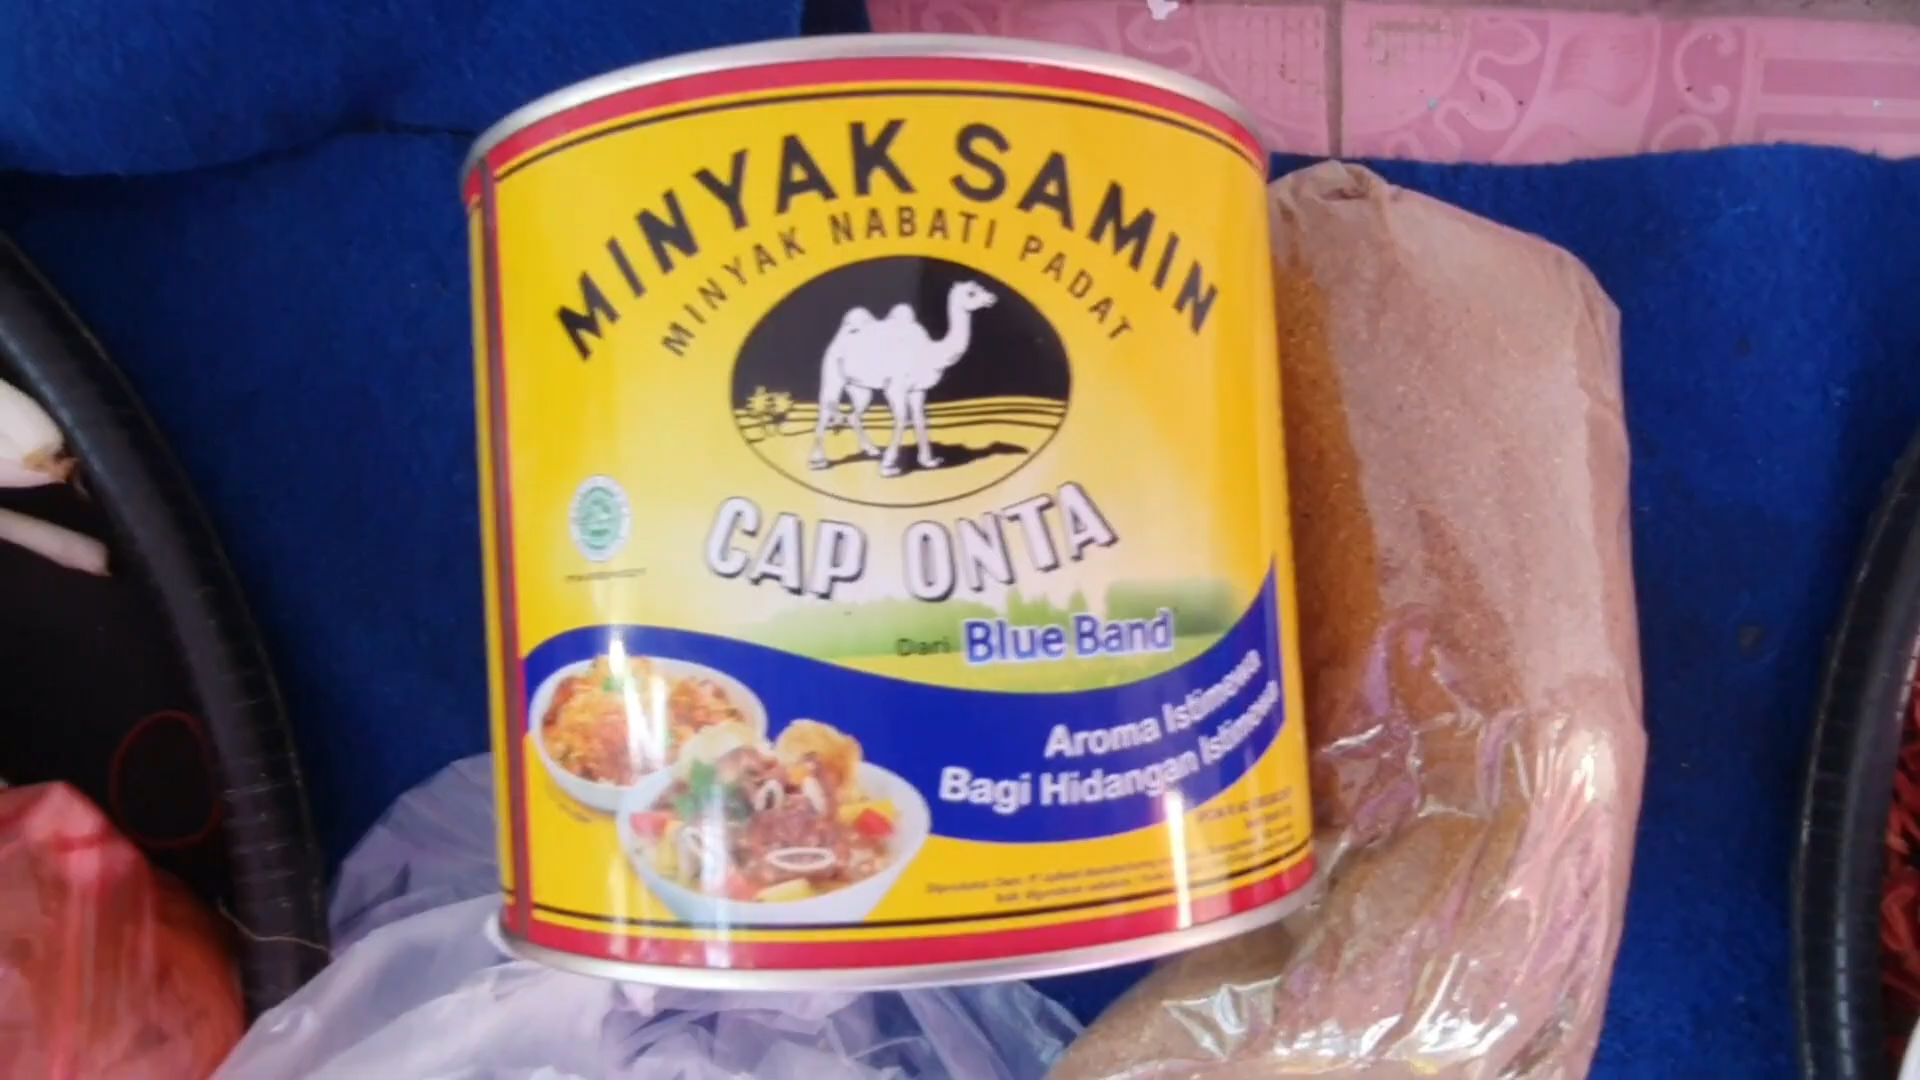 MINYAK SAMIN
MINYAK NABATI PADAT
CAP ONTA
Dari Blue Band
Aroma Istimewa
Bagi Hidangan Istimewa